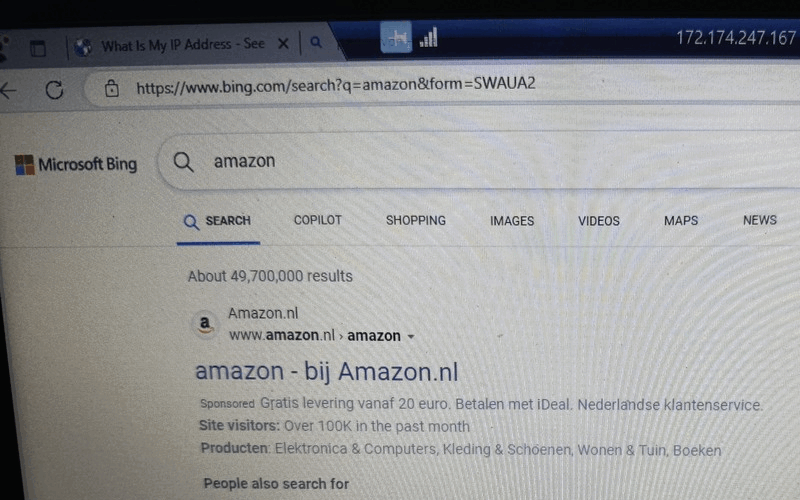 What Is My IP Address - See
172.174.247.167
https://www.bing.com/search?q=amazon&form=SWAUA2
Microsoft Bing
amazon
SEARCH COPILOT SHOPPING IMAGES VIDEOS MAPS NEWS
About 49,700,000 results
a
Amazon.nl
www.amazon.nl › amazon
amazon - bij Amazon.nl
Sponsored Gratis levering vanaf 20 euro. Betalen met iDeal. Nederlandse klantenservice.
Site visitors: Over 100K in the past month
Producten: Elektronica & Computers, Kleding & Schoenen, Wonen & Tuin, Boeken
People also search for